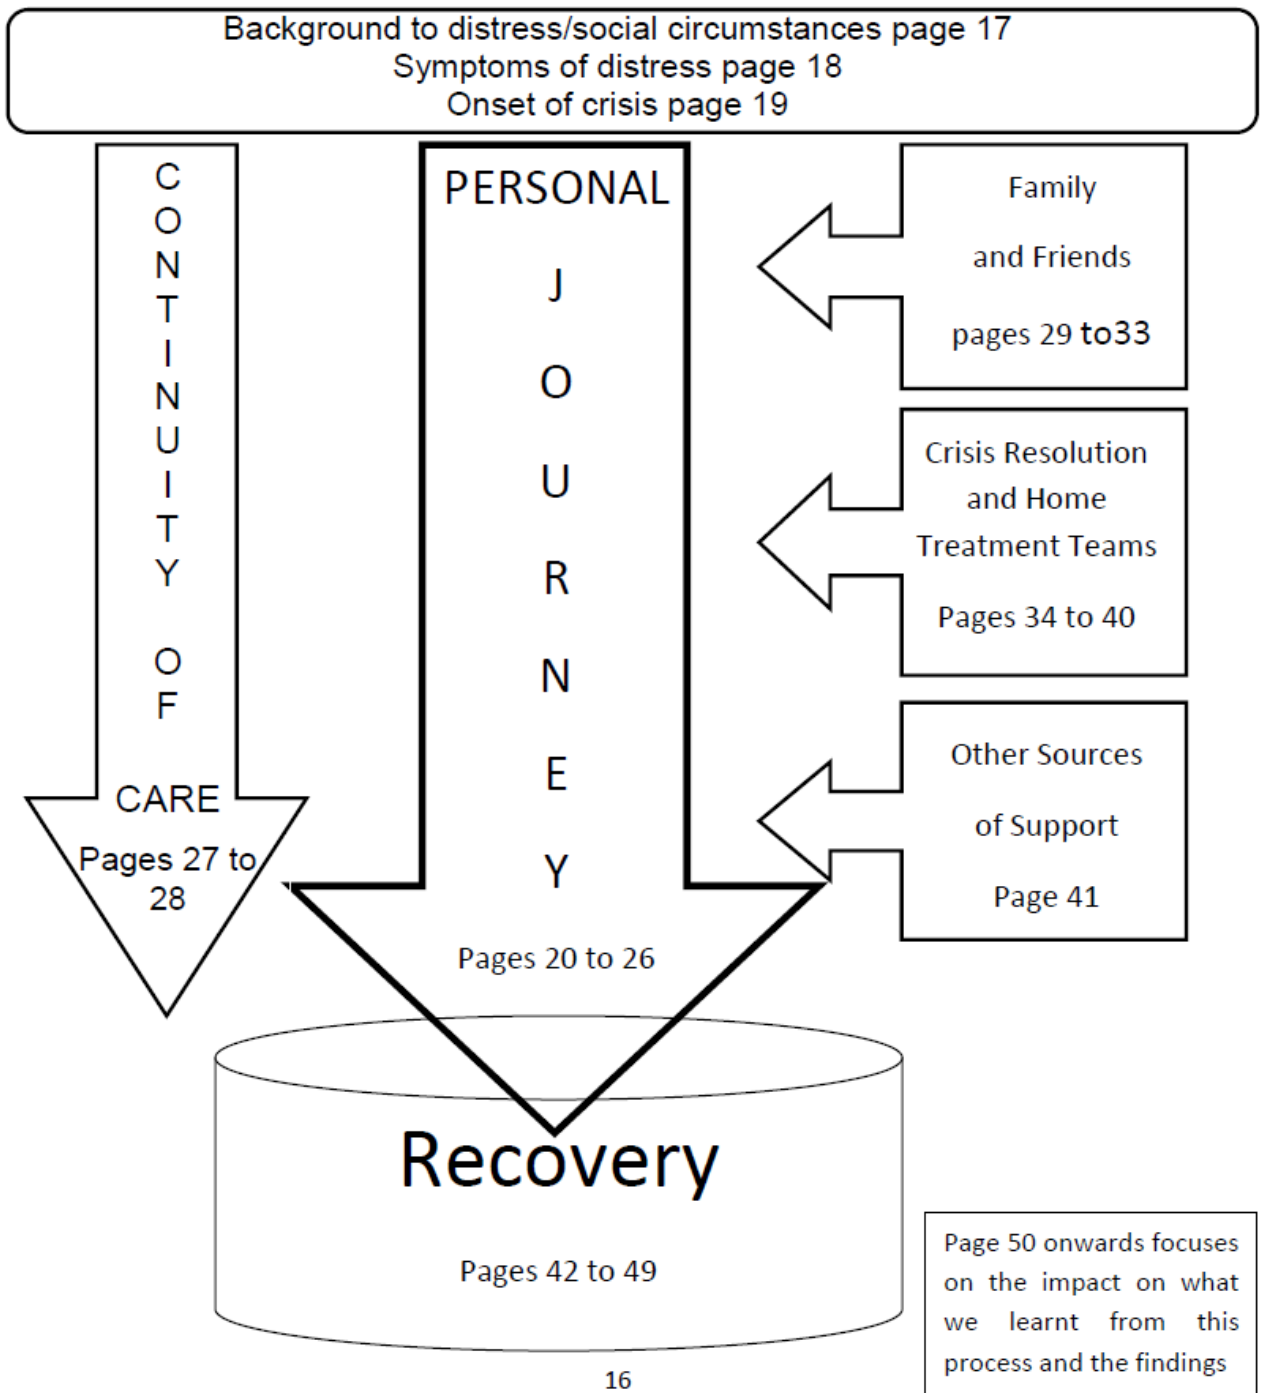 Background to distress/social circumstances page 17
Symptoms of distress page 18
Onset of crisis page 19
C
O
N
T
I
N
U
I
T
Y
O
F
CARE
Pages 27 to
28
PERSONAL
J
O
U
R
N
E
Y
Pages 20 to 26
Family
and Friends
pages 29 to33
Crisis Resolution
and Home
Treatment Teams
Pages 34 to 40
Other Sources
of Support
Page 41
Recovery
Pages 42 to 49
Page 50 onwards focuses
on the impact on what
we learnt from this
process and the findings
16